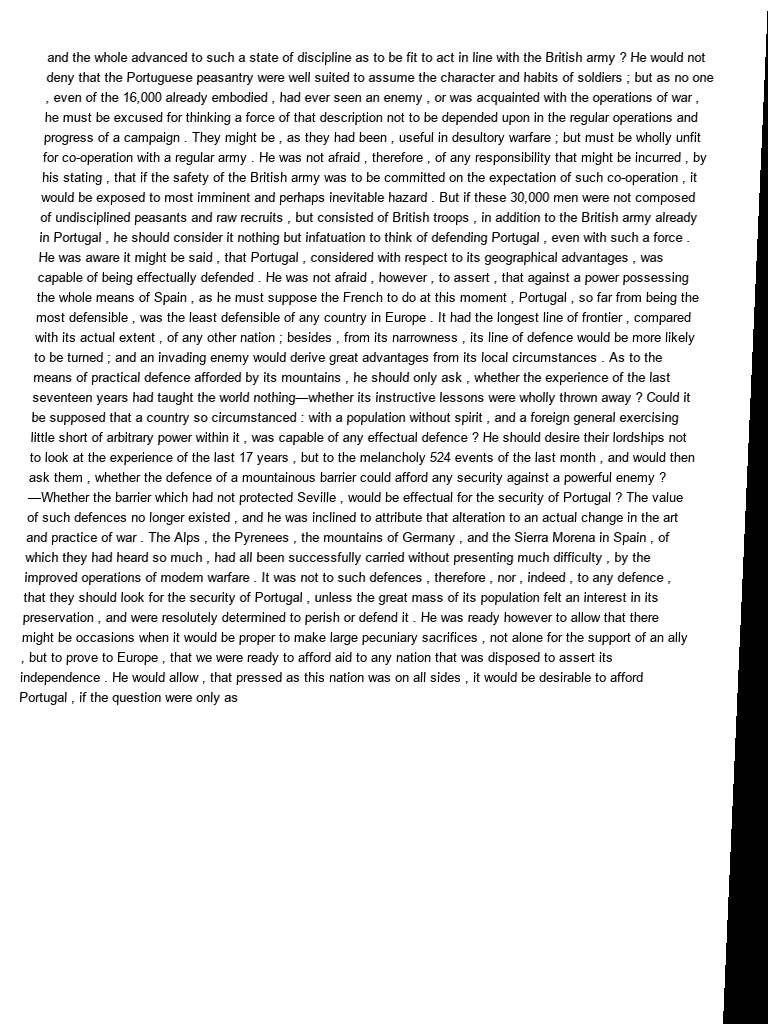 and the whole advanced to such a state of discipline as to be fit to act in line with the British army ? He would not
deny that the Portuguese peasantry were well suited to assume the character and habits of soldiers ; but as no one
, even of the 16,000 already embodied , had ever seen an enemy , or was acquainted with the operations of war ,
he must be excused for thinking a force of that description not to be depended upon in the regular operations and
progress of a campaign . They might be , as they had been , useful in desultory warfare ; but must be wholly unfit
for co-operation with a regular army . He was not afraid , therefore , of any responsibility that might be incurred , by
his stating , that if the safety of the British army was to be committed on the expectation of such co-operation , it
would be exposed to most imminent and perhaps inevitable hazard . But if these 30,000 men were not composed
of undisciplined peasants and raw recruits , but consisted of British troops , in addition to the British army already
in Portugal , he should consider it nothing but infatuation to think of defending Portugal , even with such a force .
He was aware it might be said , that Portugal , considered with respect to its geographical advantages , was
capable of being effectually defended . He was not afraid , however , to assert , that against a power possessing
the whole means of Spain , as he must suppose the French to do at this moment , Portugal , so far from being the
most defensible , was the least defensible of any country in Europe . It had the longest line of frontier , compared
with its actual extent , of any other nation ; besides , from its narrowness , its line of defence would be more likely
to be turned ; and an invading enemy would derive great advantages from its local circumstances . As to the
means of practical defence afforded by its mountains , he should only ask , whether the experience of the last
seventeen years had taught the world nothing—whether its instructive lessons were wholly thrown away ? Could it
be supposed that a country so circumstanced : with a population without spirit , and a foreign general exercising
little short of arbitrary power within it , was capable of any effectual defence ? He should desire their lordships not
to look at the experience of the last 17 years , but to the melancholy 524 events of the last month , and would then
ask them , whether the defence of a mountainous barrier could afford any security against a powerful enemy ?
—Whether the barrier which had not protected Seville , would be effectual for the security of Portugal ? The value
of such defences no longer existed , and he was inclined to attribute that alteration to an actual change in the art
and practice of war . The Alps , the Pyrenees , the mountains of Germany , and the Sierra Morena in Spain , of
which they had heard so much , had all been successfully carried without presenting much difficulty , by the
improved operations of modem warfare . It was not to such defences , therefore , nor , indeed , to any defence ,
that they should look for the security of Portugal , unless the great mass of its population felt an interest in its
preservation , and were resolutely determined to perish or defend it . He was ready however to allow that there
might be occasions when it would be proper to make large pecuniary sacrifices , not alone for the support of an ally
, but to prove to Europe , that we were ready to afford aid to any nation that was disposed to assert its
independence . He would allow , that pressed as this nation was on all sides , it would be desirable to afford
Portugal , if the question were only as